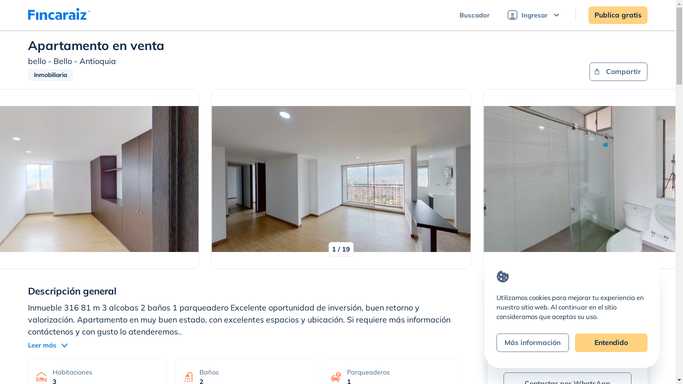 Fincaraiz
Buscador
Ingresar
Publica gratis
Apartamento en venta
bello - Bello - Antioquia
Inmobiliaria
Compartir
1 / 19
Descripción general
Inmueble 316 81 m 3 alcobas 2 baños 1 parqueadero Excelente oportunidad de inversión, buen retorno y
valorización. Apartamento en muy buen estado, con excelentes espacios y ubicación. Si requiere más información
contáctenos y con gusto lo atenderemos..
Leer más
Habitaciones
3
Baños
2
Parqueaderos
1
Utilizamos cookies para mejorar tu experiencia en
nuestro sitio web. Al continuar en el sitio
consideramos que aceptas su uso.
Más información
Entendido
Contactar por WhatsApp